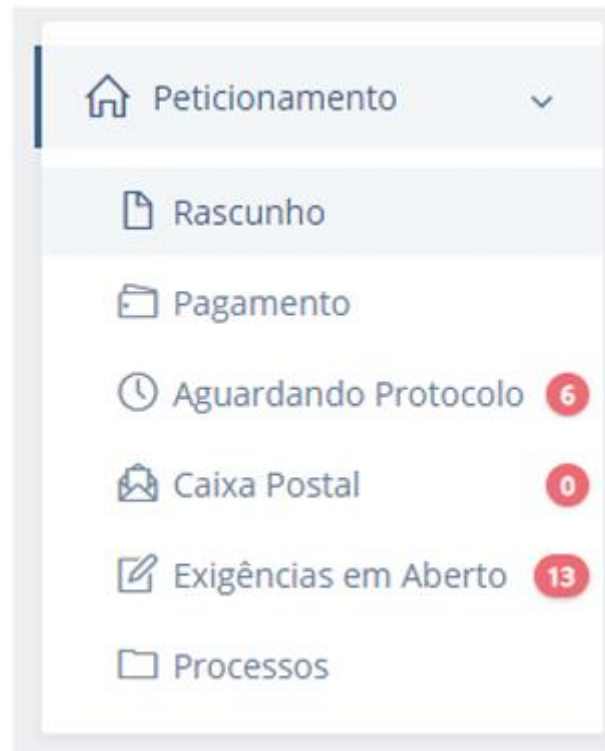 Peticionamento
Rascunho
Pagamento
Aguardando Protocolo 6
Caixa Postal 0
Exigências em Aberto 13
Processos